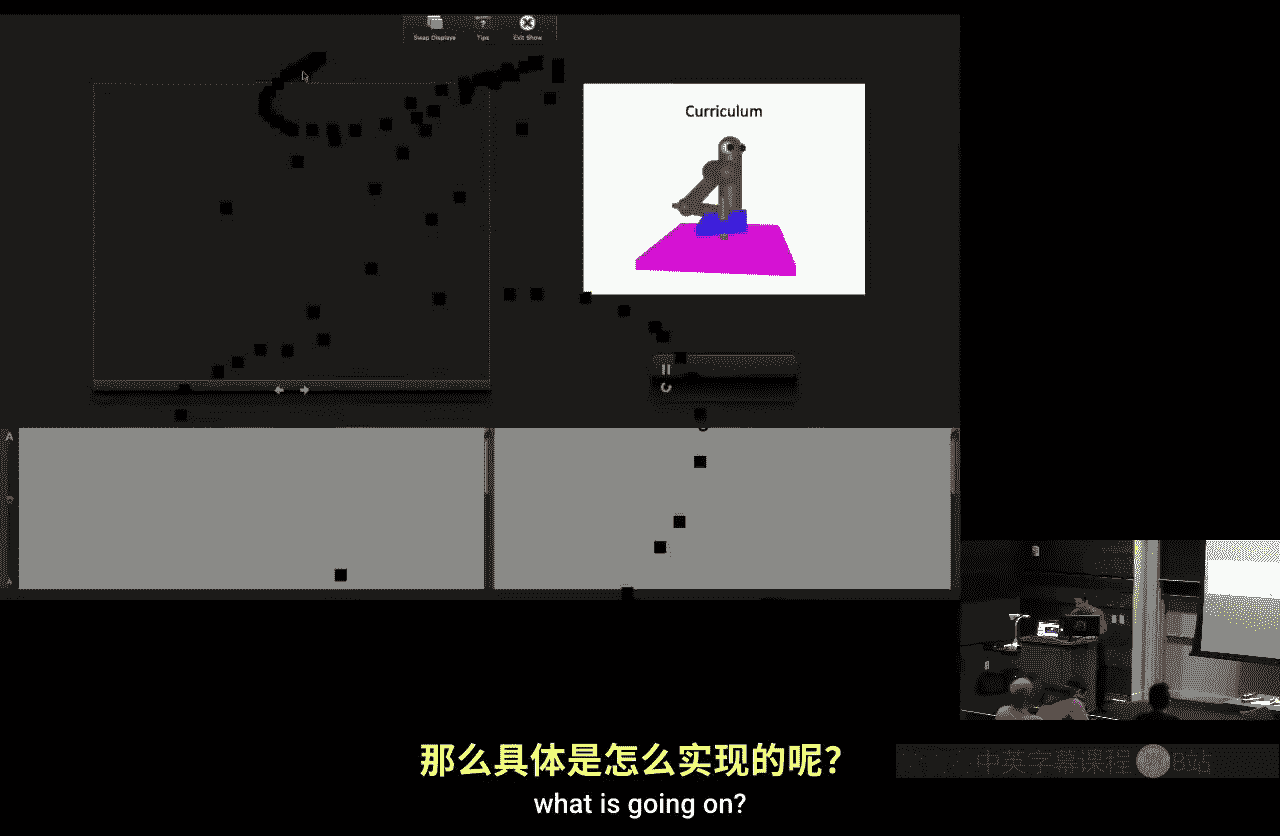 Swap Displays
Tips
Exit Show
Curriculum
A
中英字幕课程
B站
那么具体是怎么实现的呢？
what is going on?